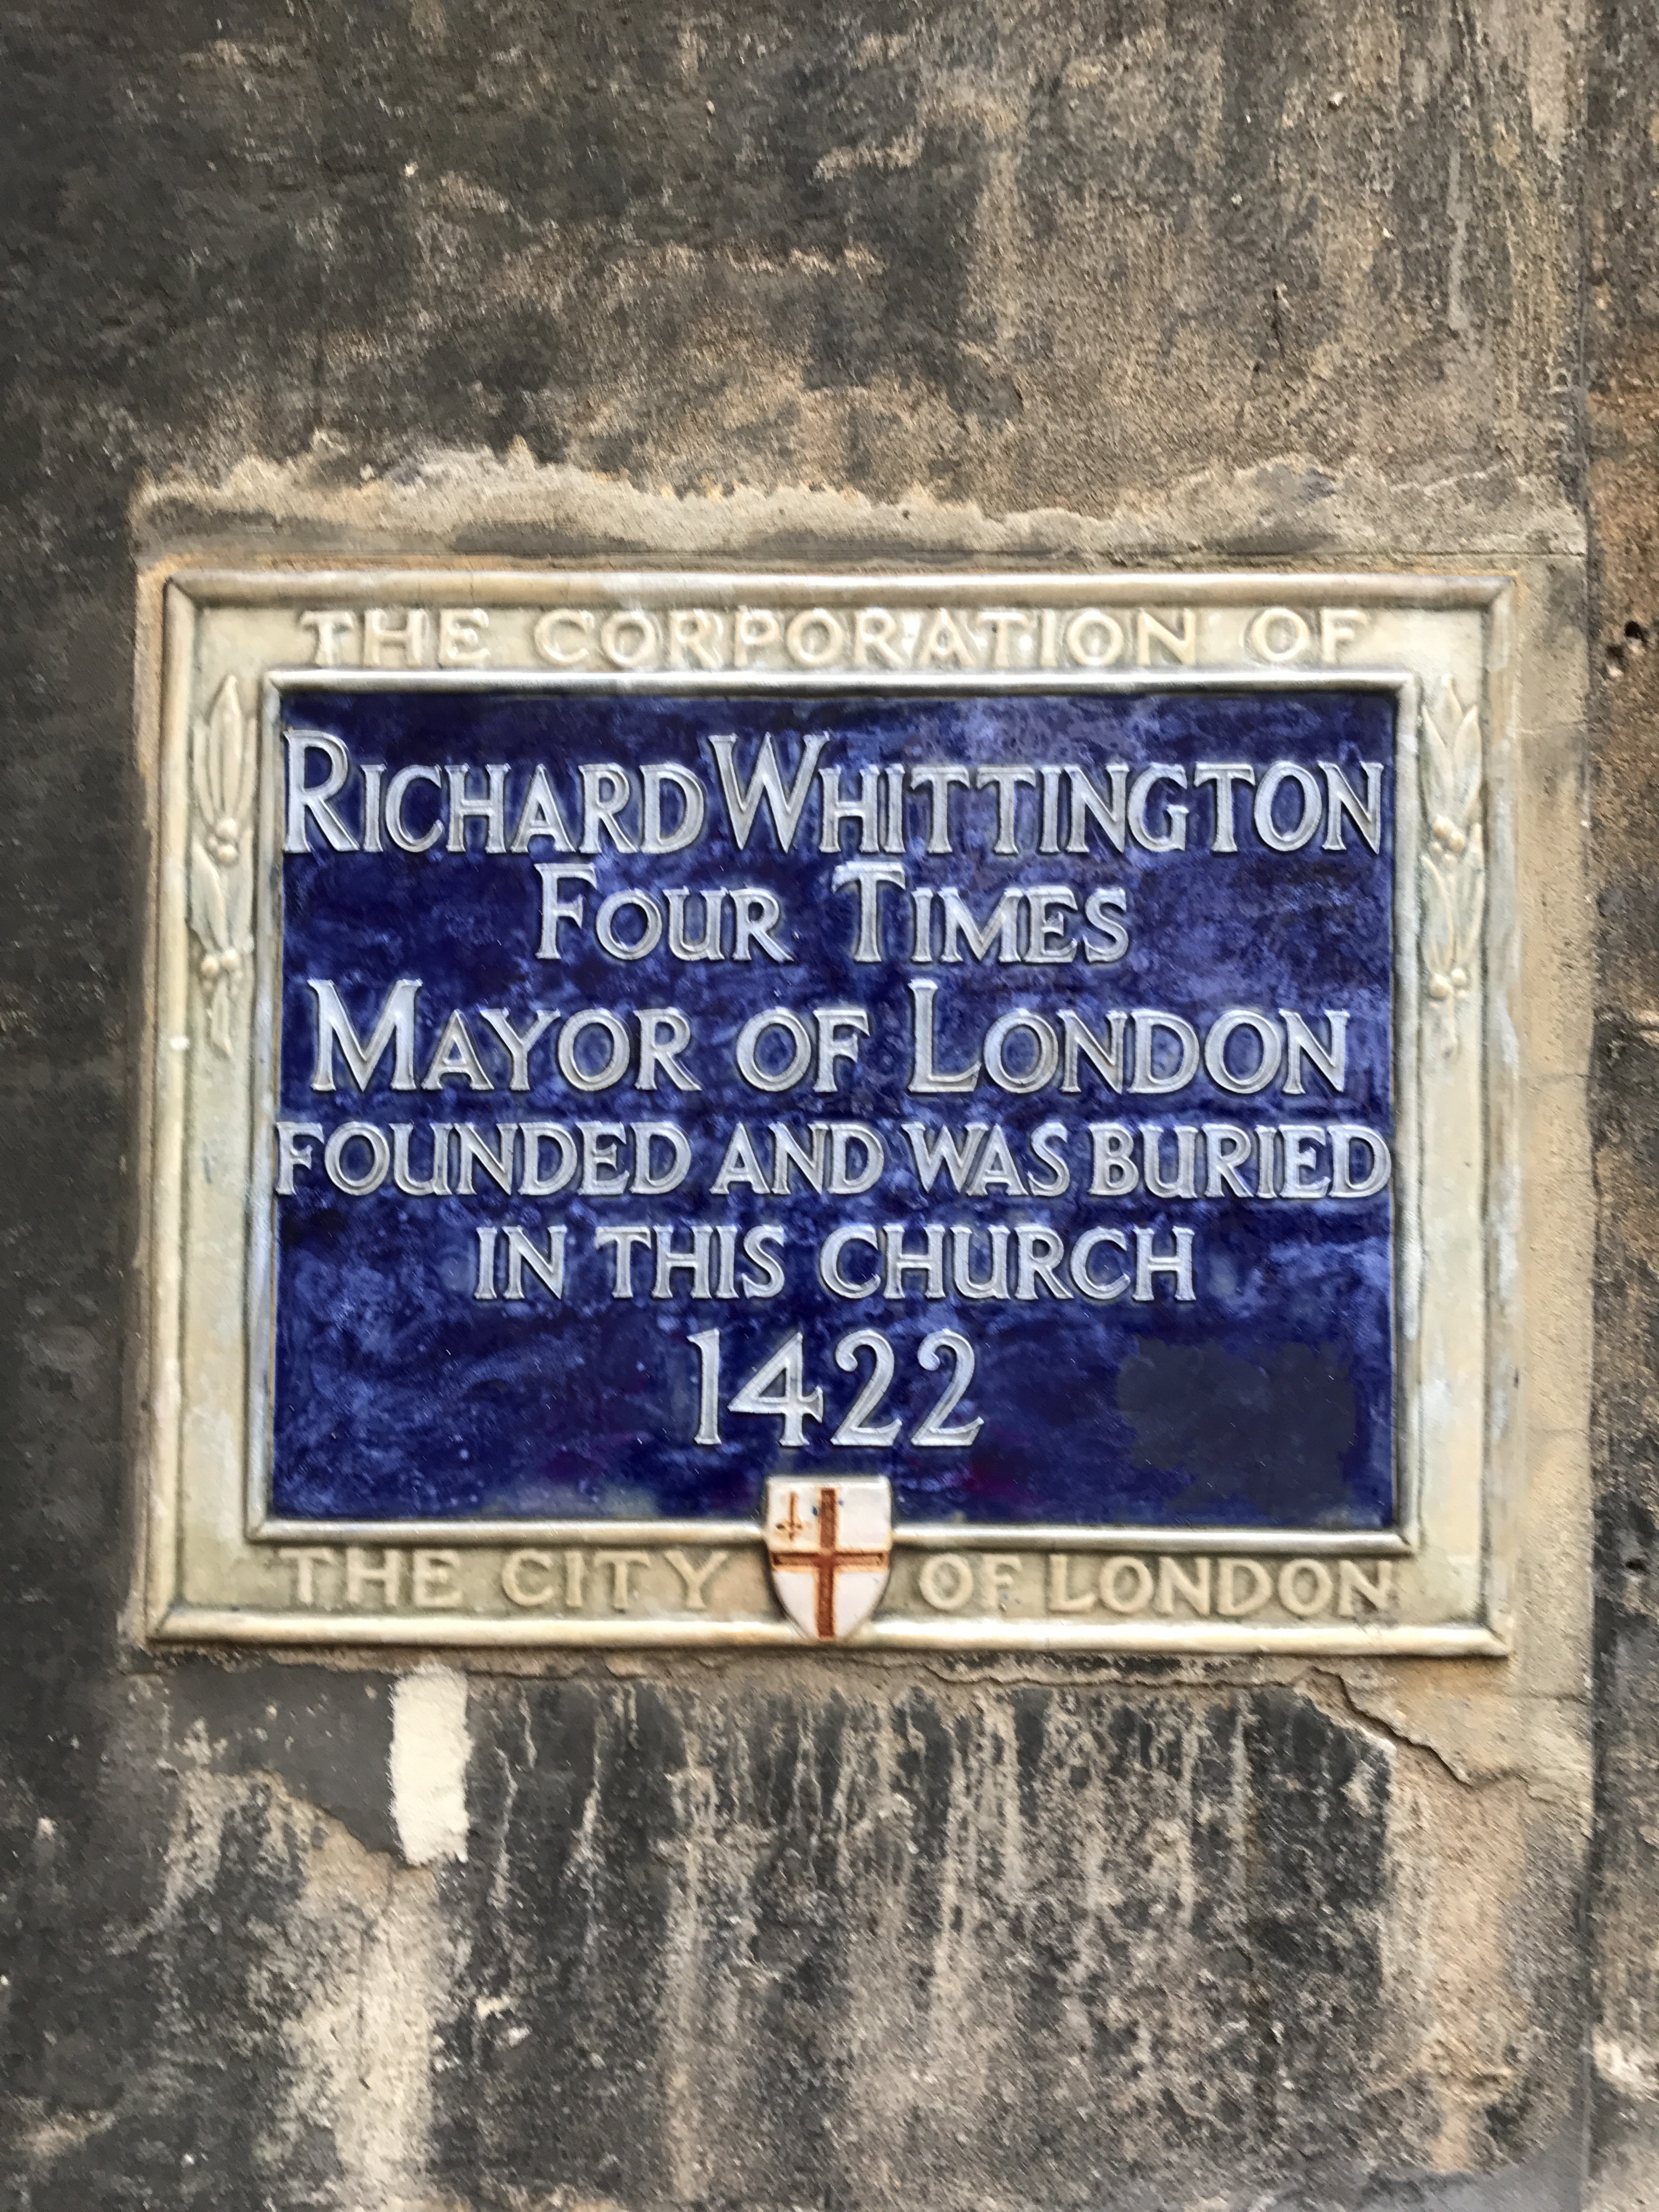 THE CORPORATION OF
RICHARD WHITTINGTON
FOUR TIMES
MAYOR OF LONDON
FOUNDED AND WAS BURIED
IN THIS CHURCH
1422
THE CITY OF LONDON